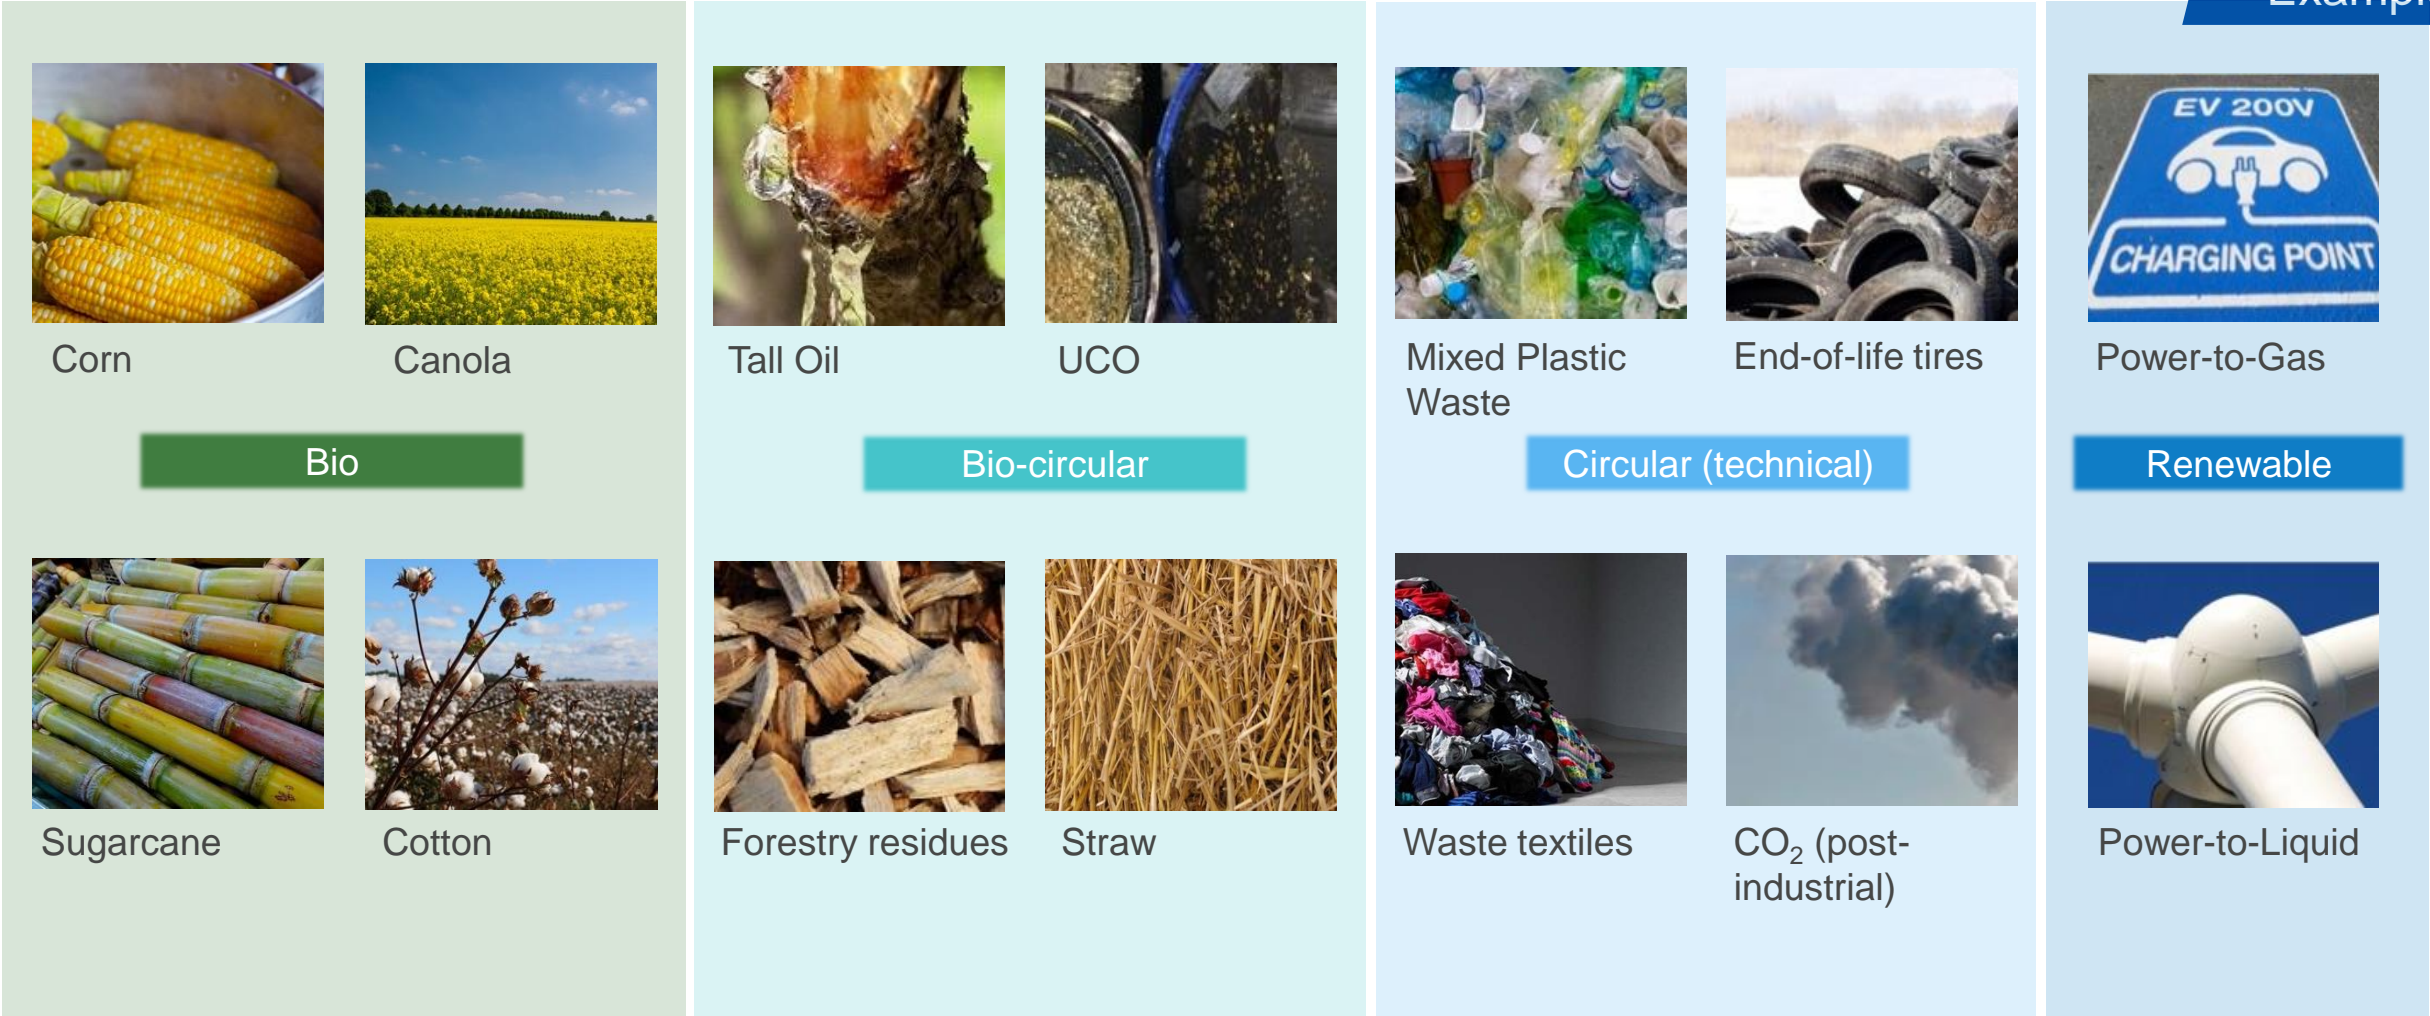 EV 200V
CHARGING POINT
Corn
Canola
Tall Oil
UCO
Mixed Plastic
Waste
End-of-life tires
Power-to-Gas
Bio
Bio-circular
Circular (technical)
Renewable
Sugarcane
Cotton
Forestry residues
Straw
Waste textiles
CO₂ (post-
industrial)
Power-to-Liquid